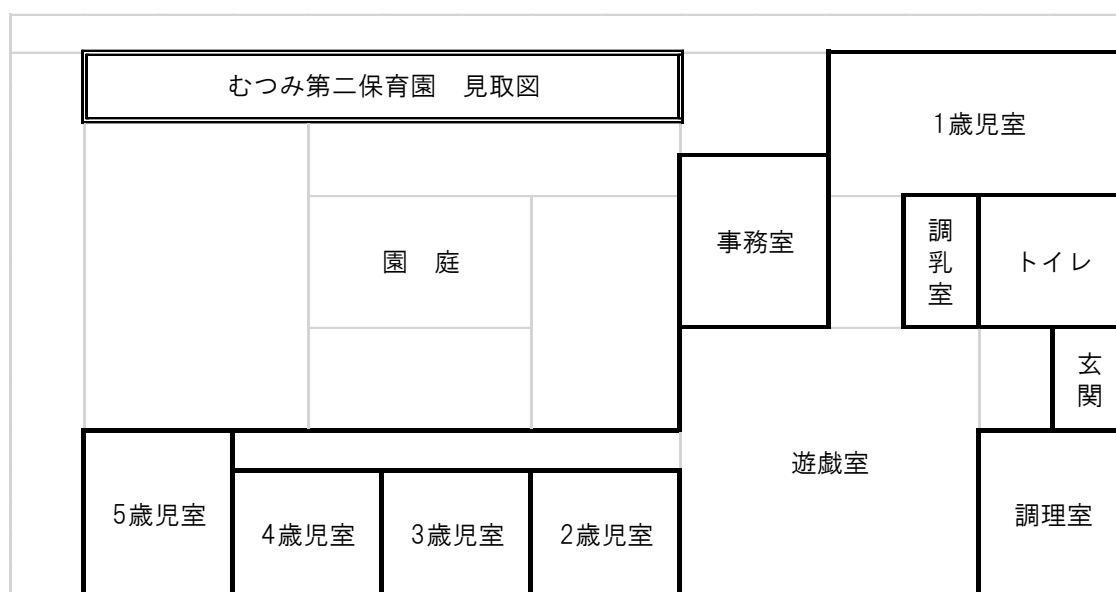 むつみ第二保育園　見取図
1歳児室
事務室
調乳室
トイレ
園　庭
玄関
遊戯室
5歳児室
4歳児室
3歳児室
2歳児室
調理室